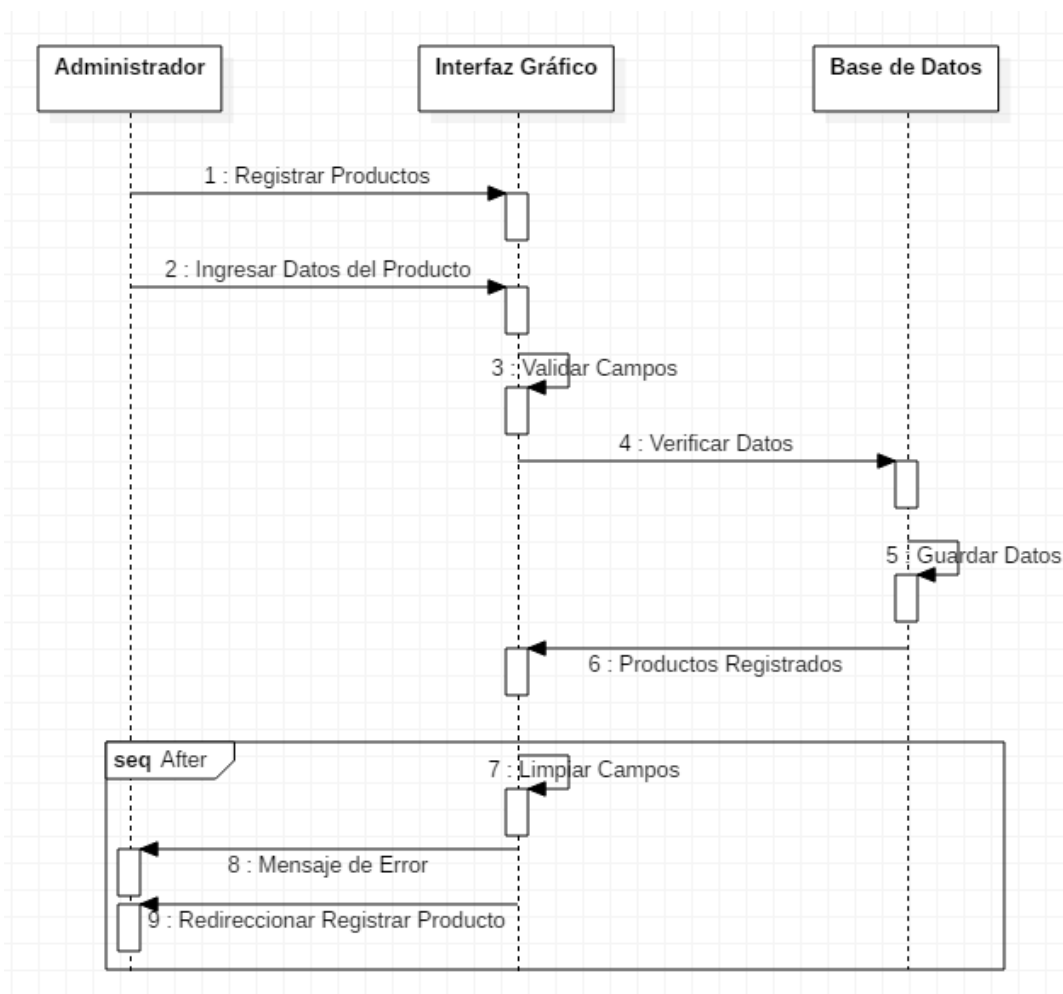 Administrador
Interfaz Gráfico
Base de Datos
1 : Registrar Productos
2 : Ingresar Datos del Producto
3 : Validar Campos
4 : Verificar Datos
5 : Guardar Datos
6 : Productos Registrados
seq After
7 : Limpiar Campos
8 : Mensaje de Error
9 : Redireccionar Registrar Producto